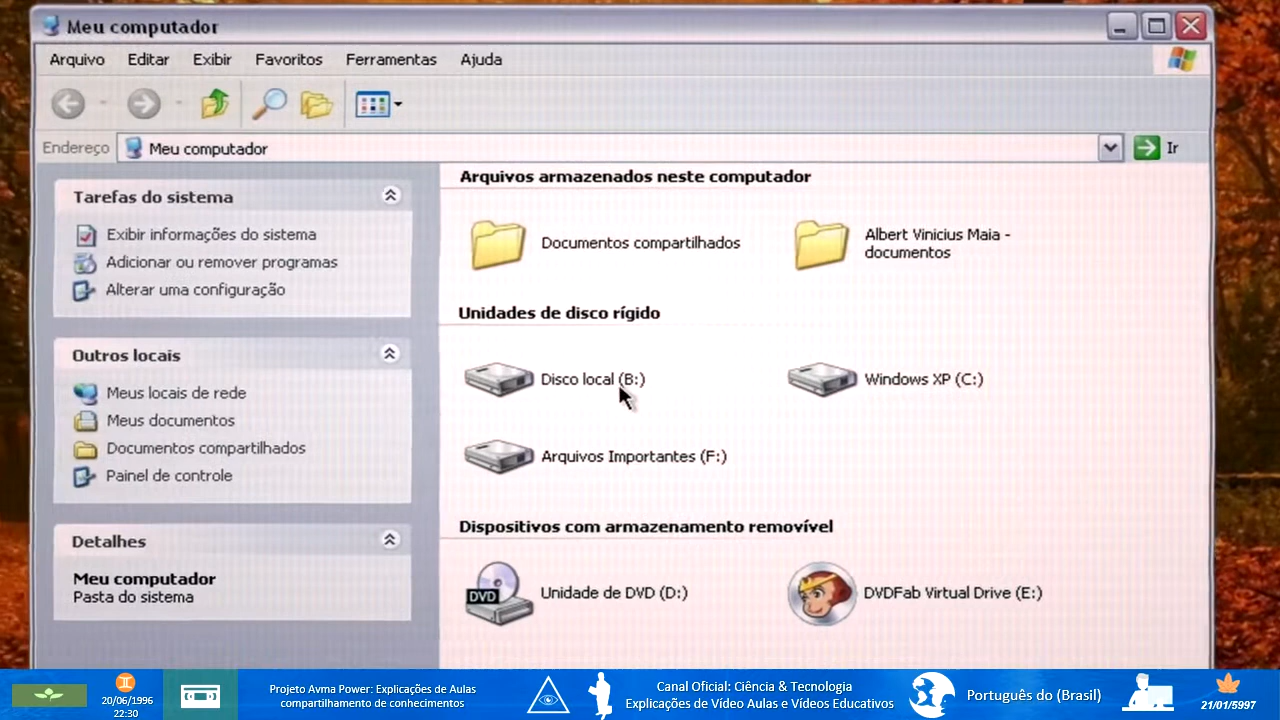 Meu computador
Arquivo Editar Exibir Favoritos Ferramentas Ajuda
Endereço Meu computador Ir
Tarefas do sistema
Exibir informações do sistema
Adicionar ou remover programas
Alterar uma configuração
Outros locais
Meus locais de rede
Meus documentos
Documentos compartilhados
Painel de controle
Detalhes
Meu computador
Pasta do sistema
Arquivos armazenados neste computador
Documentos compartilhados
Albert Vinicius Maia -
documentos
Unidades de disco rígido
Disco local (B:)
Windows XP (C:)
Arquivos Importantes (F:)
Dispositivos com armazenamento removível
DVD
Unidade de DVD (D:)
DVDFab Virtual Drive (E:)
20/06/1996
22:30
Projeto Avma Power: Explicações de Aulas
compartilhamento de conhecimentos
Canal Oficial: Ciência & Tecnologia
Explicações de Vídeo Aulas e Vídeos Educativos
Português do (Brasil)
21/01/5997